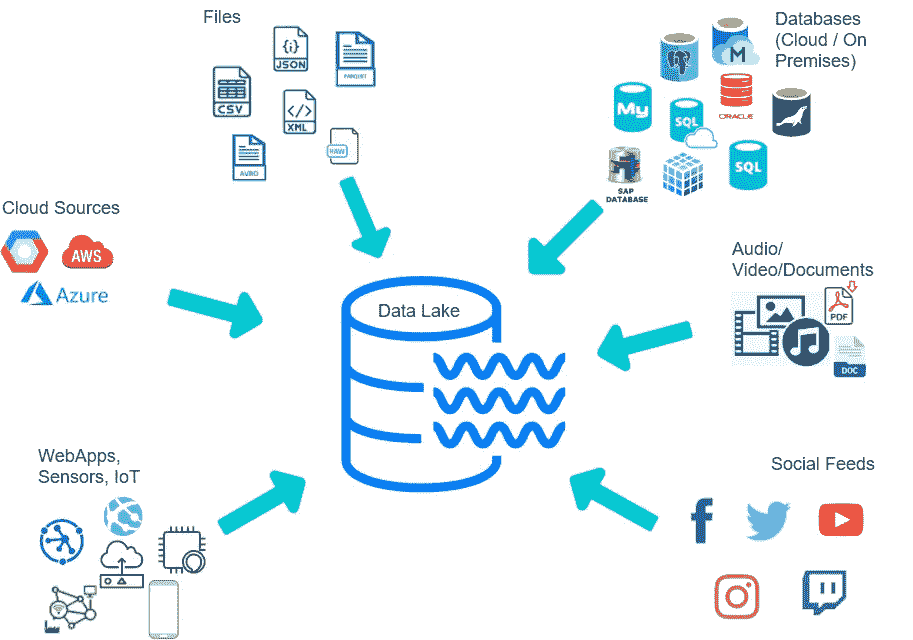 Files
JSON
PARQUET
CSV
XML
RAW
AVRO
Databases
(Cloud / On
Premises)
M
My
SQL
ORACLE
SQL
SAP
DATABASE
Cloud Sources
AWS
Azure
Data Lake
Audio/
Video/Documents
PDF
DOC
WebApps,
Sensors, IoT
Social Feeds
f